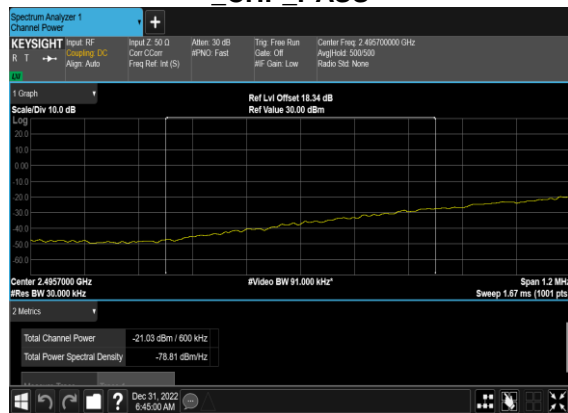 _CHF_PASS
Spectrum Analyzer 1
Channel Power
KEYSIGHT
R T
LV
Input: RF
Coupling: DC
Align: Auto
Input Z: 50 Ω
Corr CCorr
Freq Ref: Int (S)
Atten: 30 dB
#PNO: Fast
Trig: Free Run
Gate: Off
#IF Gain: Low
Center Freq: 2.495700000 GHz
Avg|Hold: 500/500
Radio Std: None
1 Graph
Scale/Div 10.0 dB
Ref Lvl Offset 18.34 dB
Ref Value 30.00 dBm
Log
20.0
10.0
0.00
-10.0
-20.0
-30.0
-40.0
-50.0
-60.0
Center 2.4957000 GHz
#Res BW 30.000 kHz
#Video BW 91.000 kHz*
Span 1.2 MHz
Sweep 1.67 ms (1001 pts
2 Metrics
Total Channel Power -21.03 dBm / 600 kHz
Total Power Spectral Density -78.81 dBm/Hz
?
Dec 31, 2022
6:45:00 AM